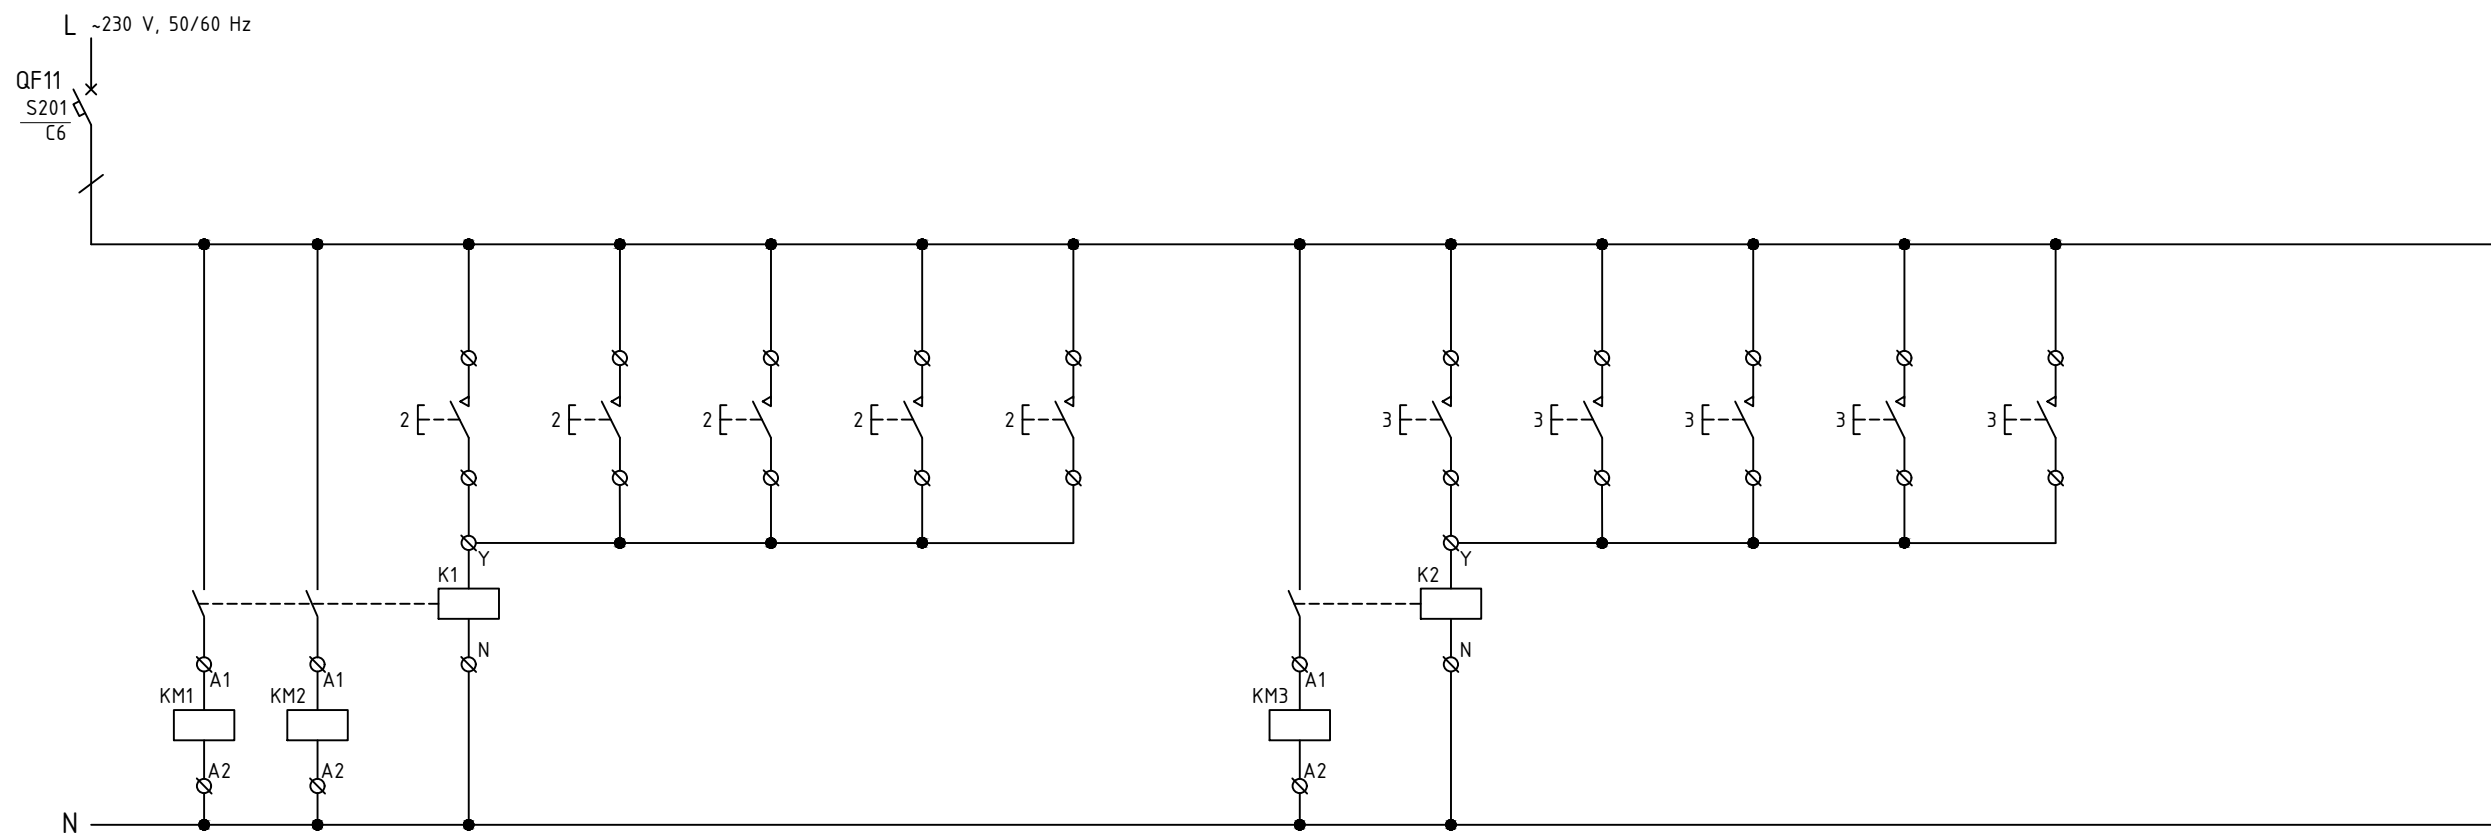 L ~230 V, 50/60 Hz
QF11
S201
C6
2 2 2 2 2 3 3 3 3 3
Y Y
K1 K2
N N
A1 A1 A1
KM1 KM2 KM3
A2 A2 A2
N